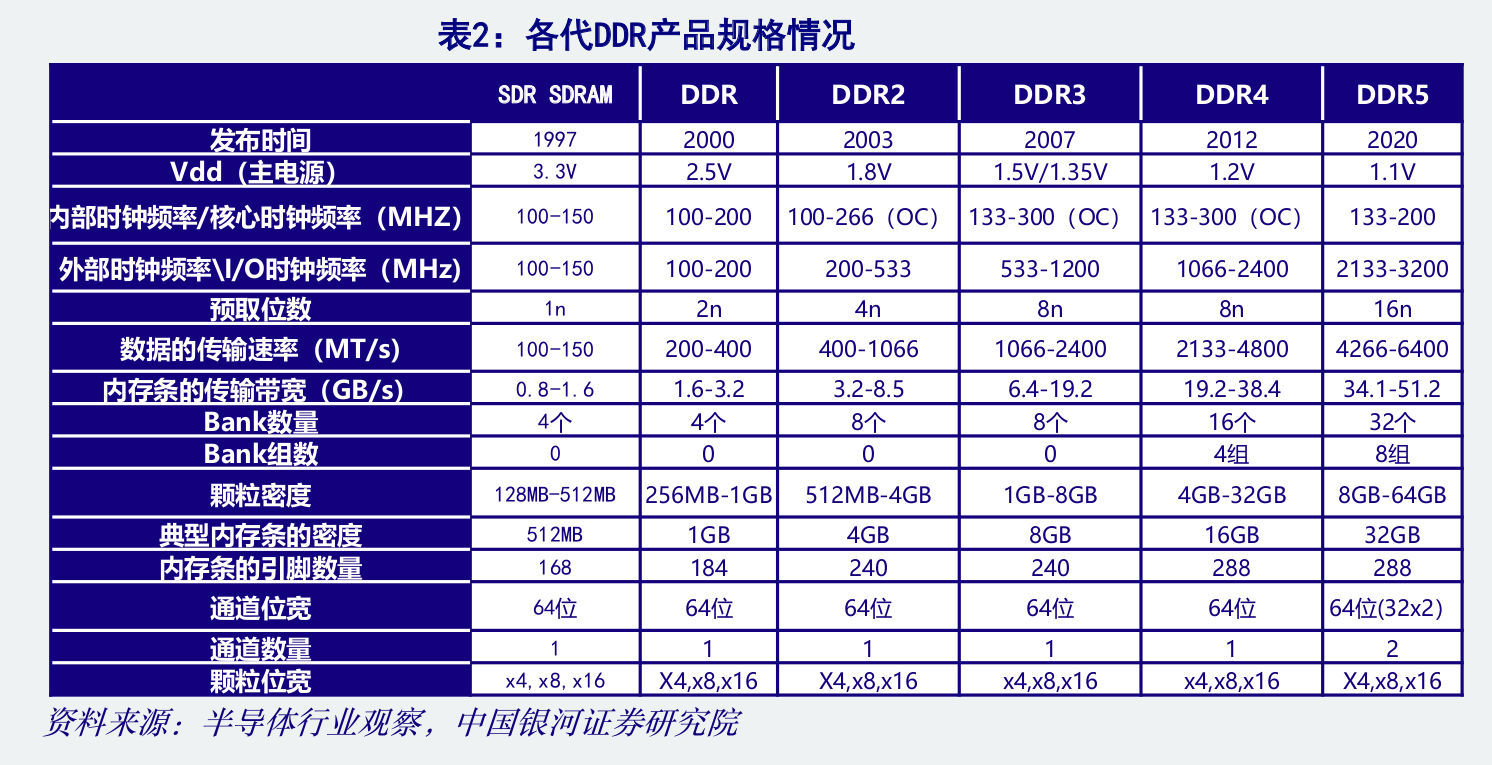 表2：各代DDR产品规格情况
SDR SDRAM DDR DDR2 DDR3 DDR4 DDR5
发布时间 1997 2000 2003 2007 2012 2020
Vdd（主电源） 3.3V 2.5V 1.8V 1.5V/1.35V 1.2V 1.1V
内部时钟频率/核心时钟频率（MHZ） 100-150 100-200 100-266（OC） 133-300（OC） 133-300（OC） 133-200
外部时钟频率\I/O时钟频率（MHz) 100-150 100-200 200-533 533-1200 1066-2400 2133-3200
预取位数 1n 2n 4n 8n 8n 16n
数据的传输速率（MT/s) 100-150 200-400 400-1066 1066-2400 2133-4800 4266-6400
内存条的传输带宽（GB/s) 0.8-1.6 1.6-3.2 3.2-8.5 6.4-19.2 19.2-38.4 34.1-51.2
Bank数量 4个 4个 8个 8个 16个 32个
Bank组数 0 0 0 0 4组 8组
颗粒密度 128MB-512MB 256MB-1GB 512MB-4GB 1GB-8GB 4GB-32GB 8GB-64GB
典型内存条的密度 512MB 1GB 4GB 8GB 16GB 32GB
内存条的引脚数量 168 184 240 240 288 288
通道位宽 64位 64位 64位 64位 64位 64位(32x2）
通道数量 1 1 1 1 1 2
颗粒位宽 x4,x8,x16 X4,x8,x16 X4,x8,x16 x4,x8,x16 x4,x8,x16 X4,x8,x16
资料来源：半导体行业观察，中国银河证券研究院